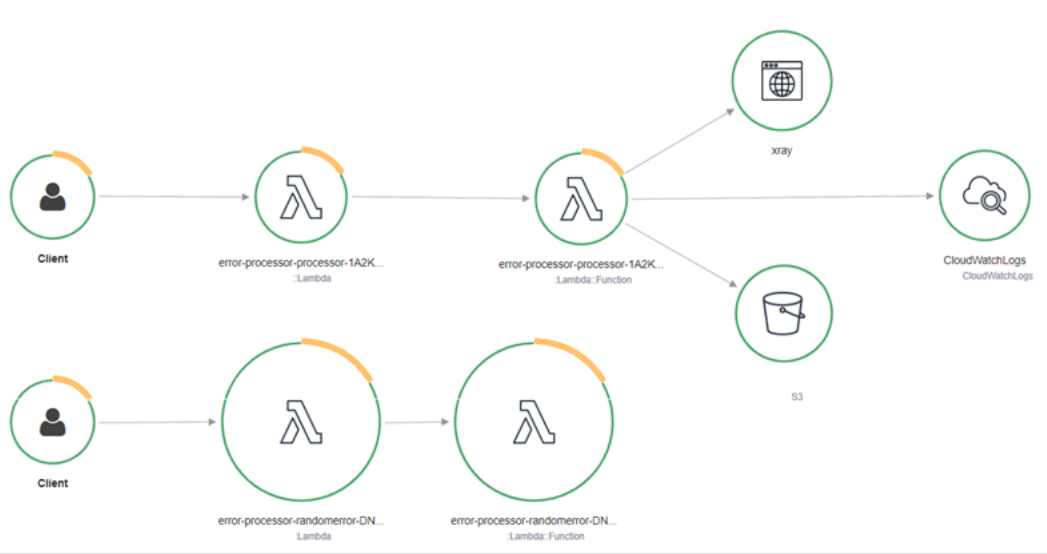 xray
Client
error-processor-processor-1A2K...
::Lambda
error-processor-processor-1A2K...
:Lambda::Function
CloudWatchLogs
CloudWatchLogs
S3
Client
error-processor-randomerror-DN...
:Lambda
error-processor-randomerror-DN...
:Lambda::Function